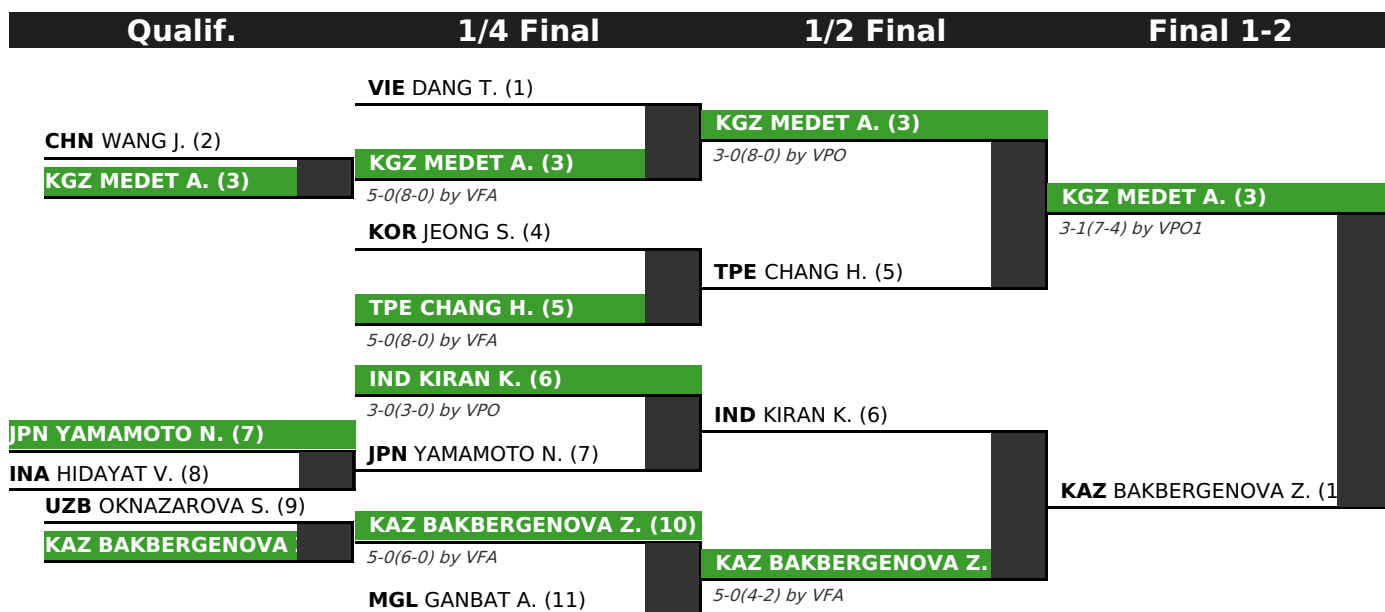 Qualif.
1/4 Final
1/2 Final
Final 1-2
CHN WANG J. (2)
KGZ MEDET A. (3)
JPN YAMAMOTO N. (7)
INA HIDAYAT V. (8)
UZB OKNAZAROVA S. (9)
KAZ BAKBERGENOVA
VIE DANG T. (1)
KGZ MEDET A. (3)
5-0(8-0) by VFA
KOR JEONG S. (4)
TPE CHANG H. (5)
5-0(8-0) by VFA
IND KIRAN K. (6)
3-0(3-0) by VPO
JPN YAMAMOTO N. (7)
KAZ BAKBERGENOVA Z. (10)
5-0(6-0) by VFA
MGL GANBAT A. (11)
KGZ MEDET A. (3)
3-0(8-0) by VPO
TPE CHANG H. (5)
IND KIRAN K. (6)
KAZ BAKBERGENOVA Z.
5-0(4-2) by VFA
KGZ MEDET A. (3)
3-1(7-4) by VPO1
KAZ BAKBERGENOVA Z. (1